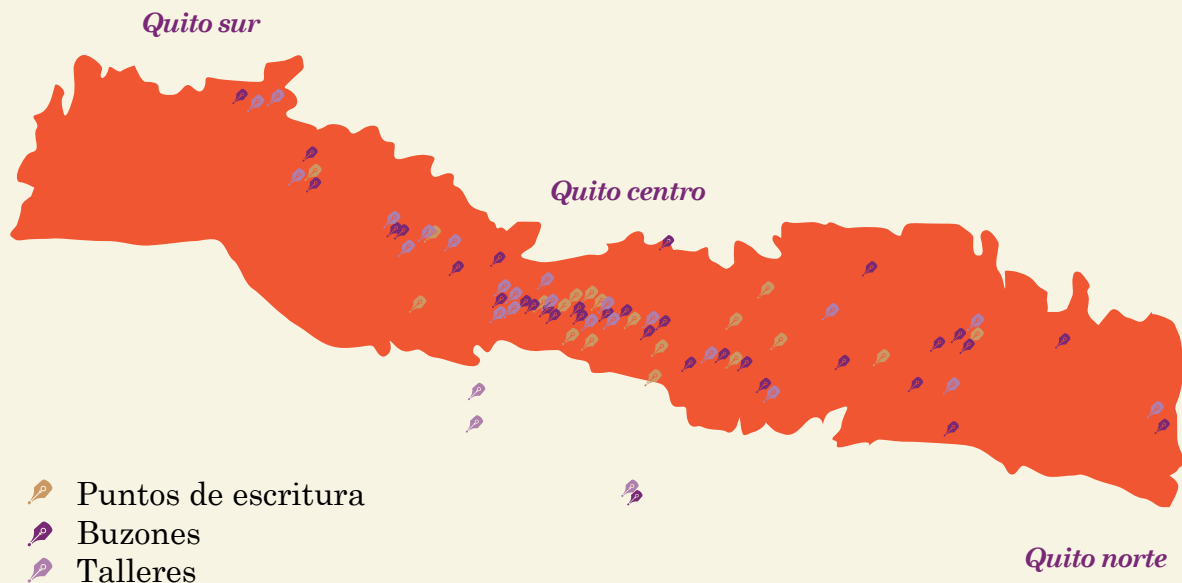 Quito sur
Quito centro
Puntos de escritura
Buzones
Talleres
Quito norte